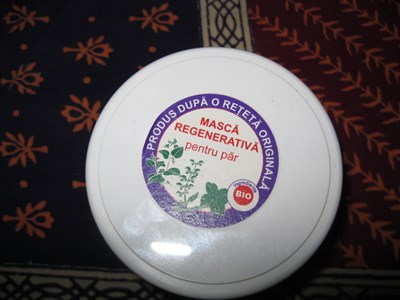 PRODUS DUPĂ O REȚETĂ ORIGINALĂ
MASCĂ
REGENERATIVĂ
pentru păr
BIO